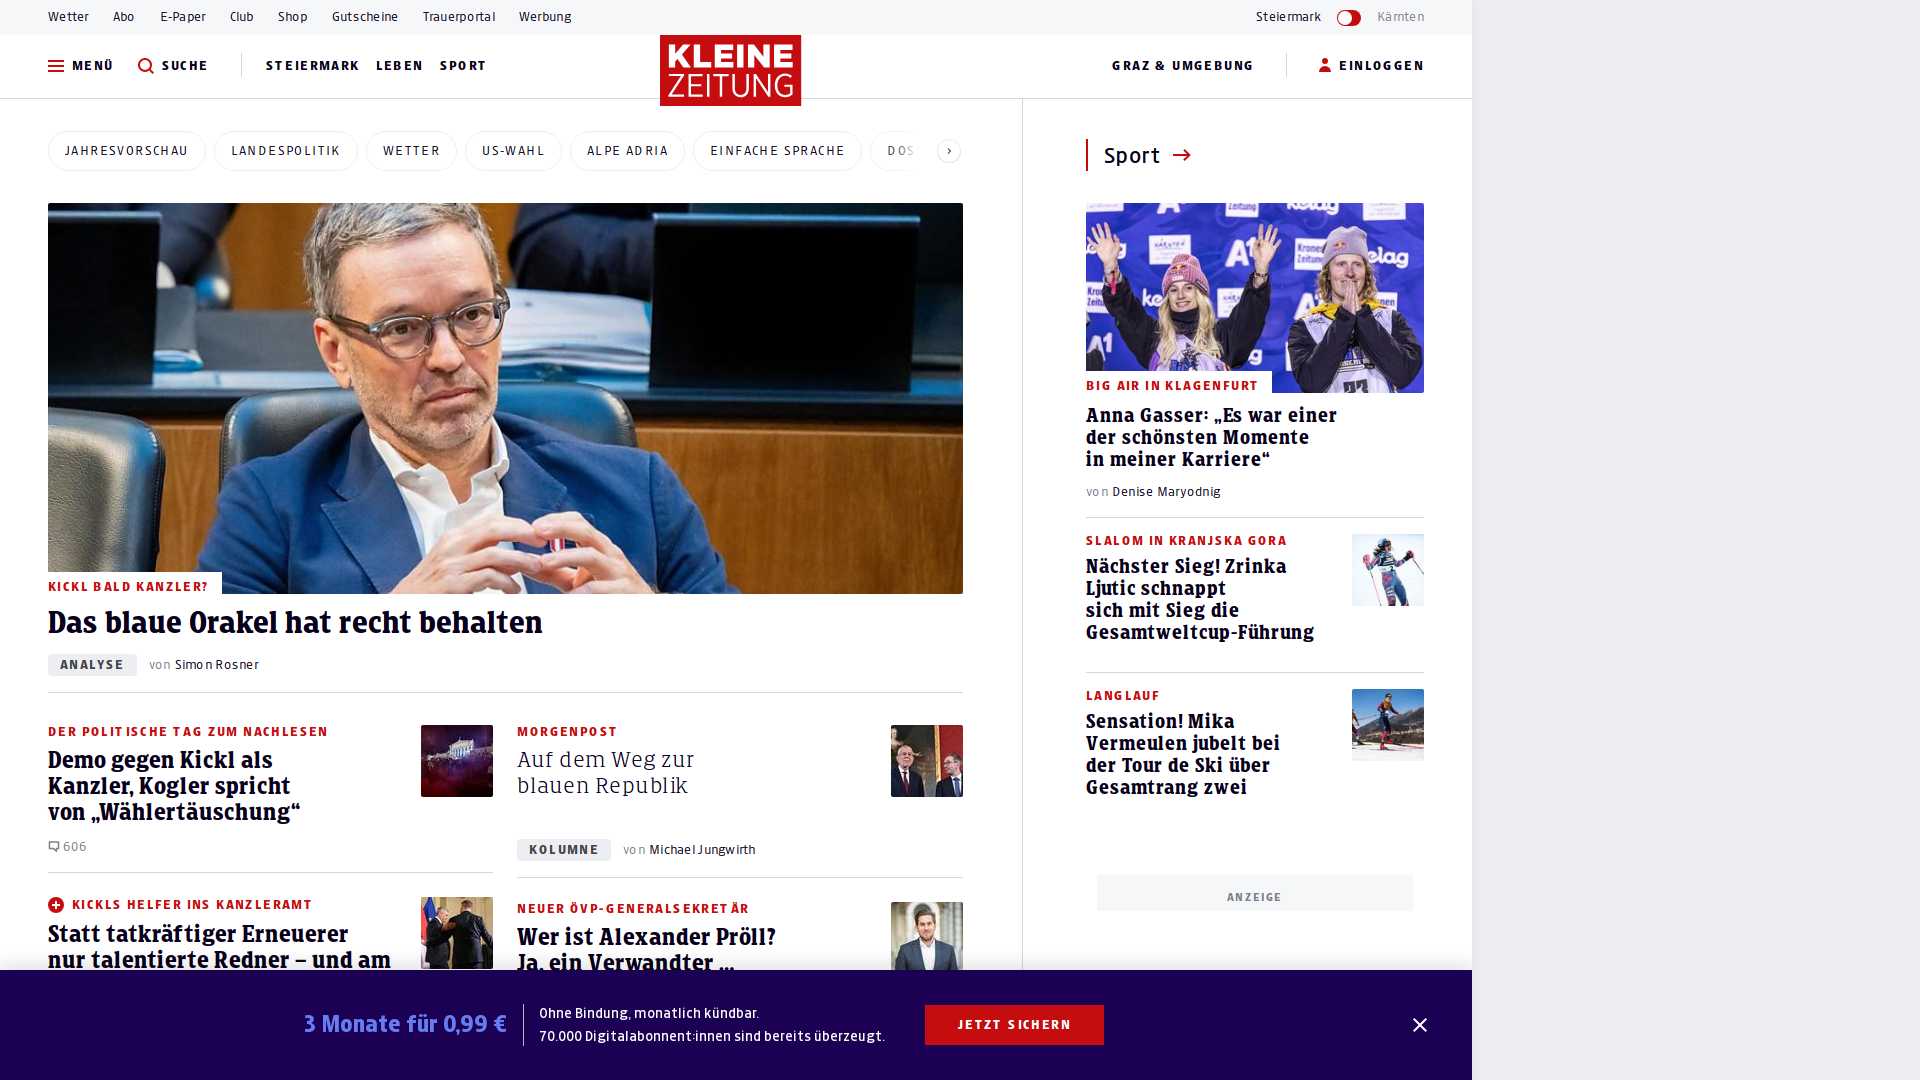 Wetter Abo E-Paper Club Shop Gutscheine Trauerportal Werbung Steiermark Kärnten
MENÜ SUCHE STEIERMARK LEBEN SPORT KLEINE ZEITUNG GRAZ & UMGEBUNG EINLOGGEN
JAHRESVORSCHAU LANDESPOLITIK WETTER US-WAHL ALPE ADRIA EINFACHE SPRACHE DOS
KICKL BALD KANZLER?
Das blaue Orakel hat recht behalten
ANALYSE von Simon Rosner
DER POLITISCHE TAG ZUM NACHLESEN
Demo gegen Kickl als
Kanzler, Kogler spricht
von „Wählertäuschung“
606
KICKLS HELFER INS KANZLERAMT
Statt tatkräftiger Erneuerer
nur talentierte Redner – und am
MORGENPOST
Auf dem Weg zur
blauen Republik
KOLUMNE von Michael Jungwirth
NEUER ÖVP-GENERALSEKRETÄR
Wer ist Alexander Pröll?
Ja, ein Verwandter ...
Sport
BIG AIR IN KLAGENFURT
Anna Gasser: „Es war einer
der schönsten Momente
in meiner Karriere“
von Denise Maryodnig
SLALOM IN KRANJSKA GORA
Nächster Sieg! Zrinka
Ljutic schnappt
sich mit Sieg die
Gesamtweltcup-Führung
LANGLAUF
Sensation! Mika
Vermeulen jubelt bei
der Tour de Ski über
Gesamtrang zwei
ANZEIGE
3 Monate für 0,99 €
Ohne Bindung, monatlich kündbar.
70.000 Digitalabonnent:innen sind bereits überzeugt.
JETZT SICHERN